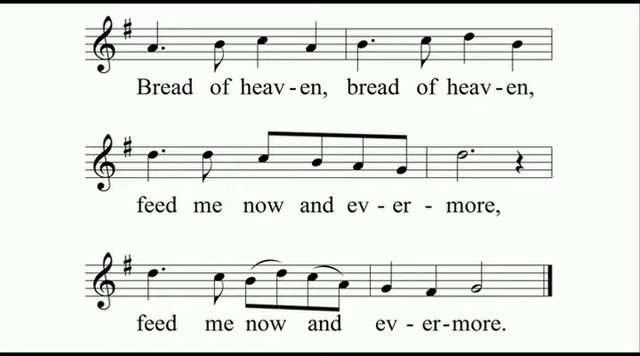 Bread of heav - en, bread of heav - en,
feed me now and ev - er - more,
feed me now and ev - er - more.